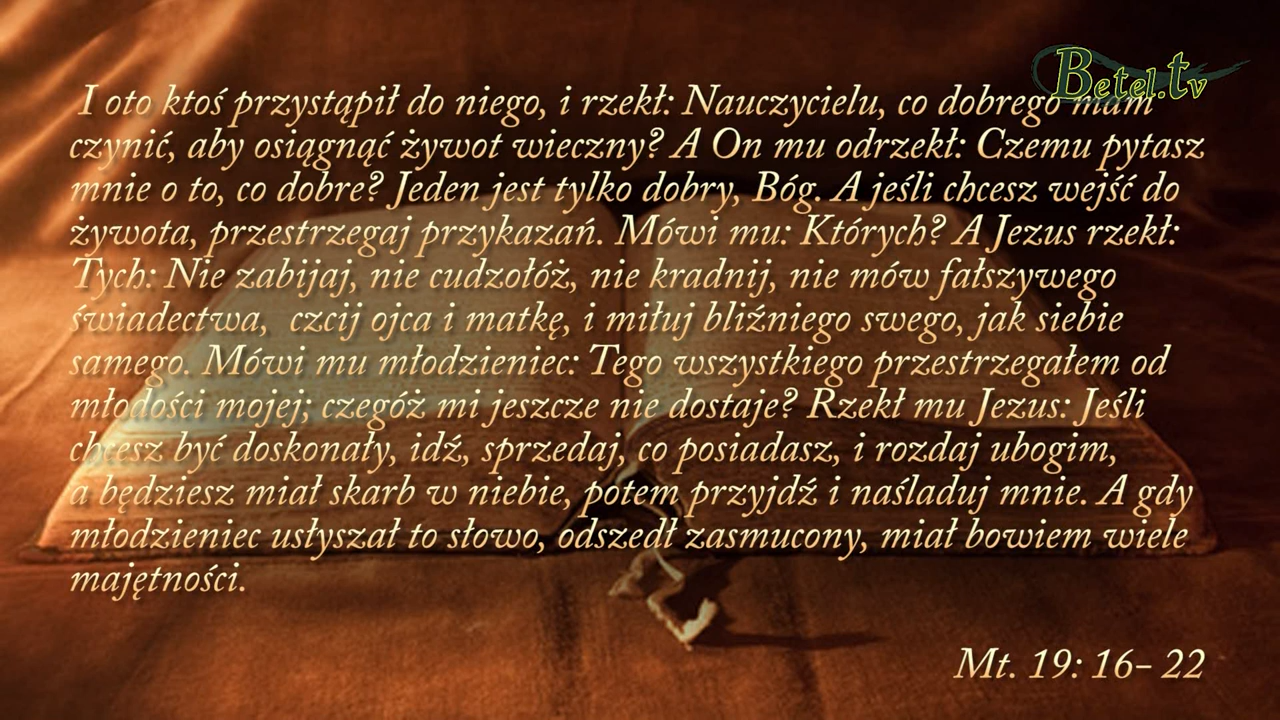 Betel.tv
I oto ktoś przystąpił do niego, i rzekł: Nauczycielu, co dobrego mam
czynić, aby osiągnąć żywot wieczny? A On mu odrzekł: Czemu pytasz
mnie o to, co dobre? Jeden jest tylko dobry, Bóg. A jeśli chcesz wejść do
żywota, przestrzegaj przykazań. Mówi mu: Których? A Jezus rzekł:
Tych: Nie zabijaj, nie cudzołóż, nie kradnij, nie mów fałszywego
świadectwa, czcij ojca i matkę, i miłuj bliźniego swego, jak siebie
samego. Mówi mu młodzieniec: Tego wszystkiego przestrzegałem od
młodości mojej; czegóż mi jeszcze nie dostaje? Rzekł mu Jezus: Jeśli
chcesz być doskonały, idź, sprzedaj, co posiadasz, i rozdaj ubogim,
a będziesz miał skarb w niebie, potem przyjdź i naśladuj mnie. A gdy
młodzieniec usłyszał to słowo, odszedł zasmucony, miał bowiem wiele
majętności.
Mt. 19: 16- 22